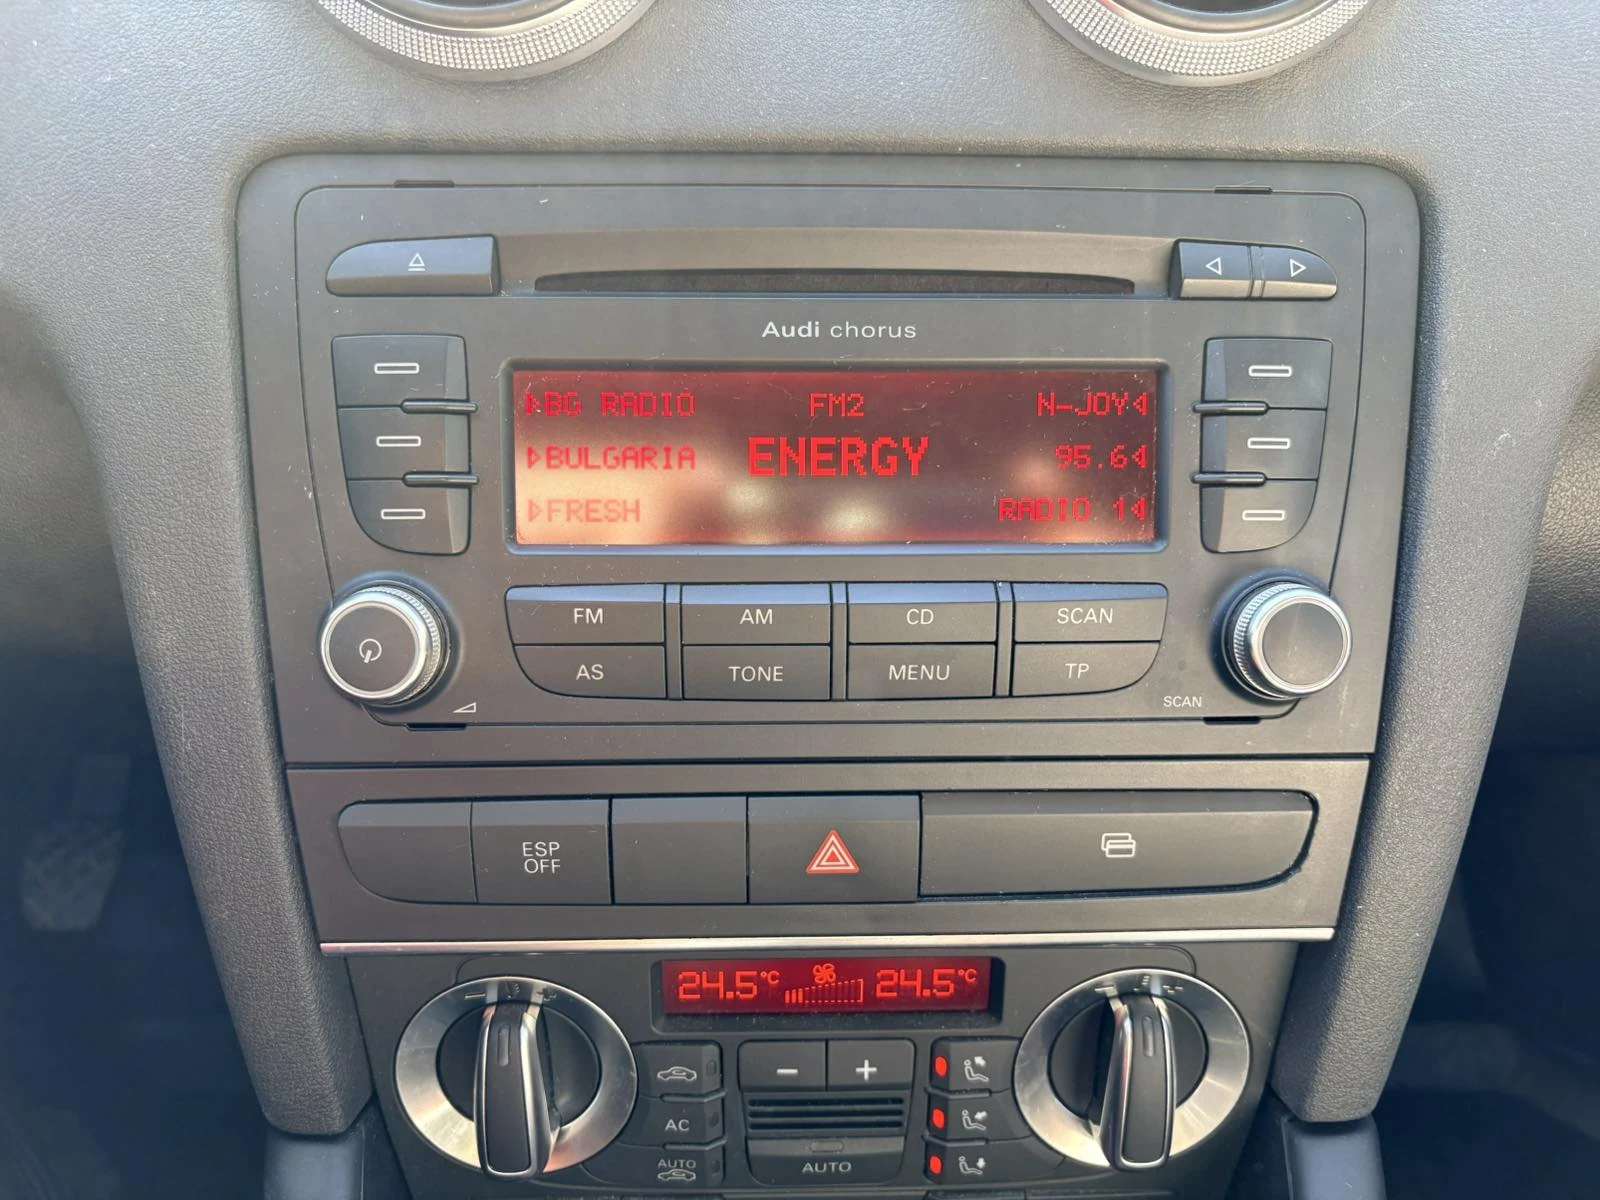 Audi chorus
BG RADIO FM2 N-JOY
BULGARIA ENERGY 95.6
FRESH RADIO 1
FM AM CD SCAN
AS TONE MENU TP
SCAN
ESP
OFF
24.5°C 24.5°C
- +
AC
AUTO
AUTO